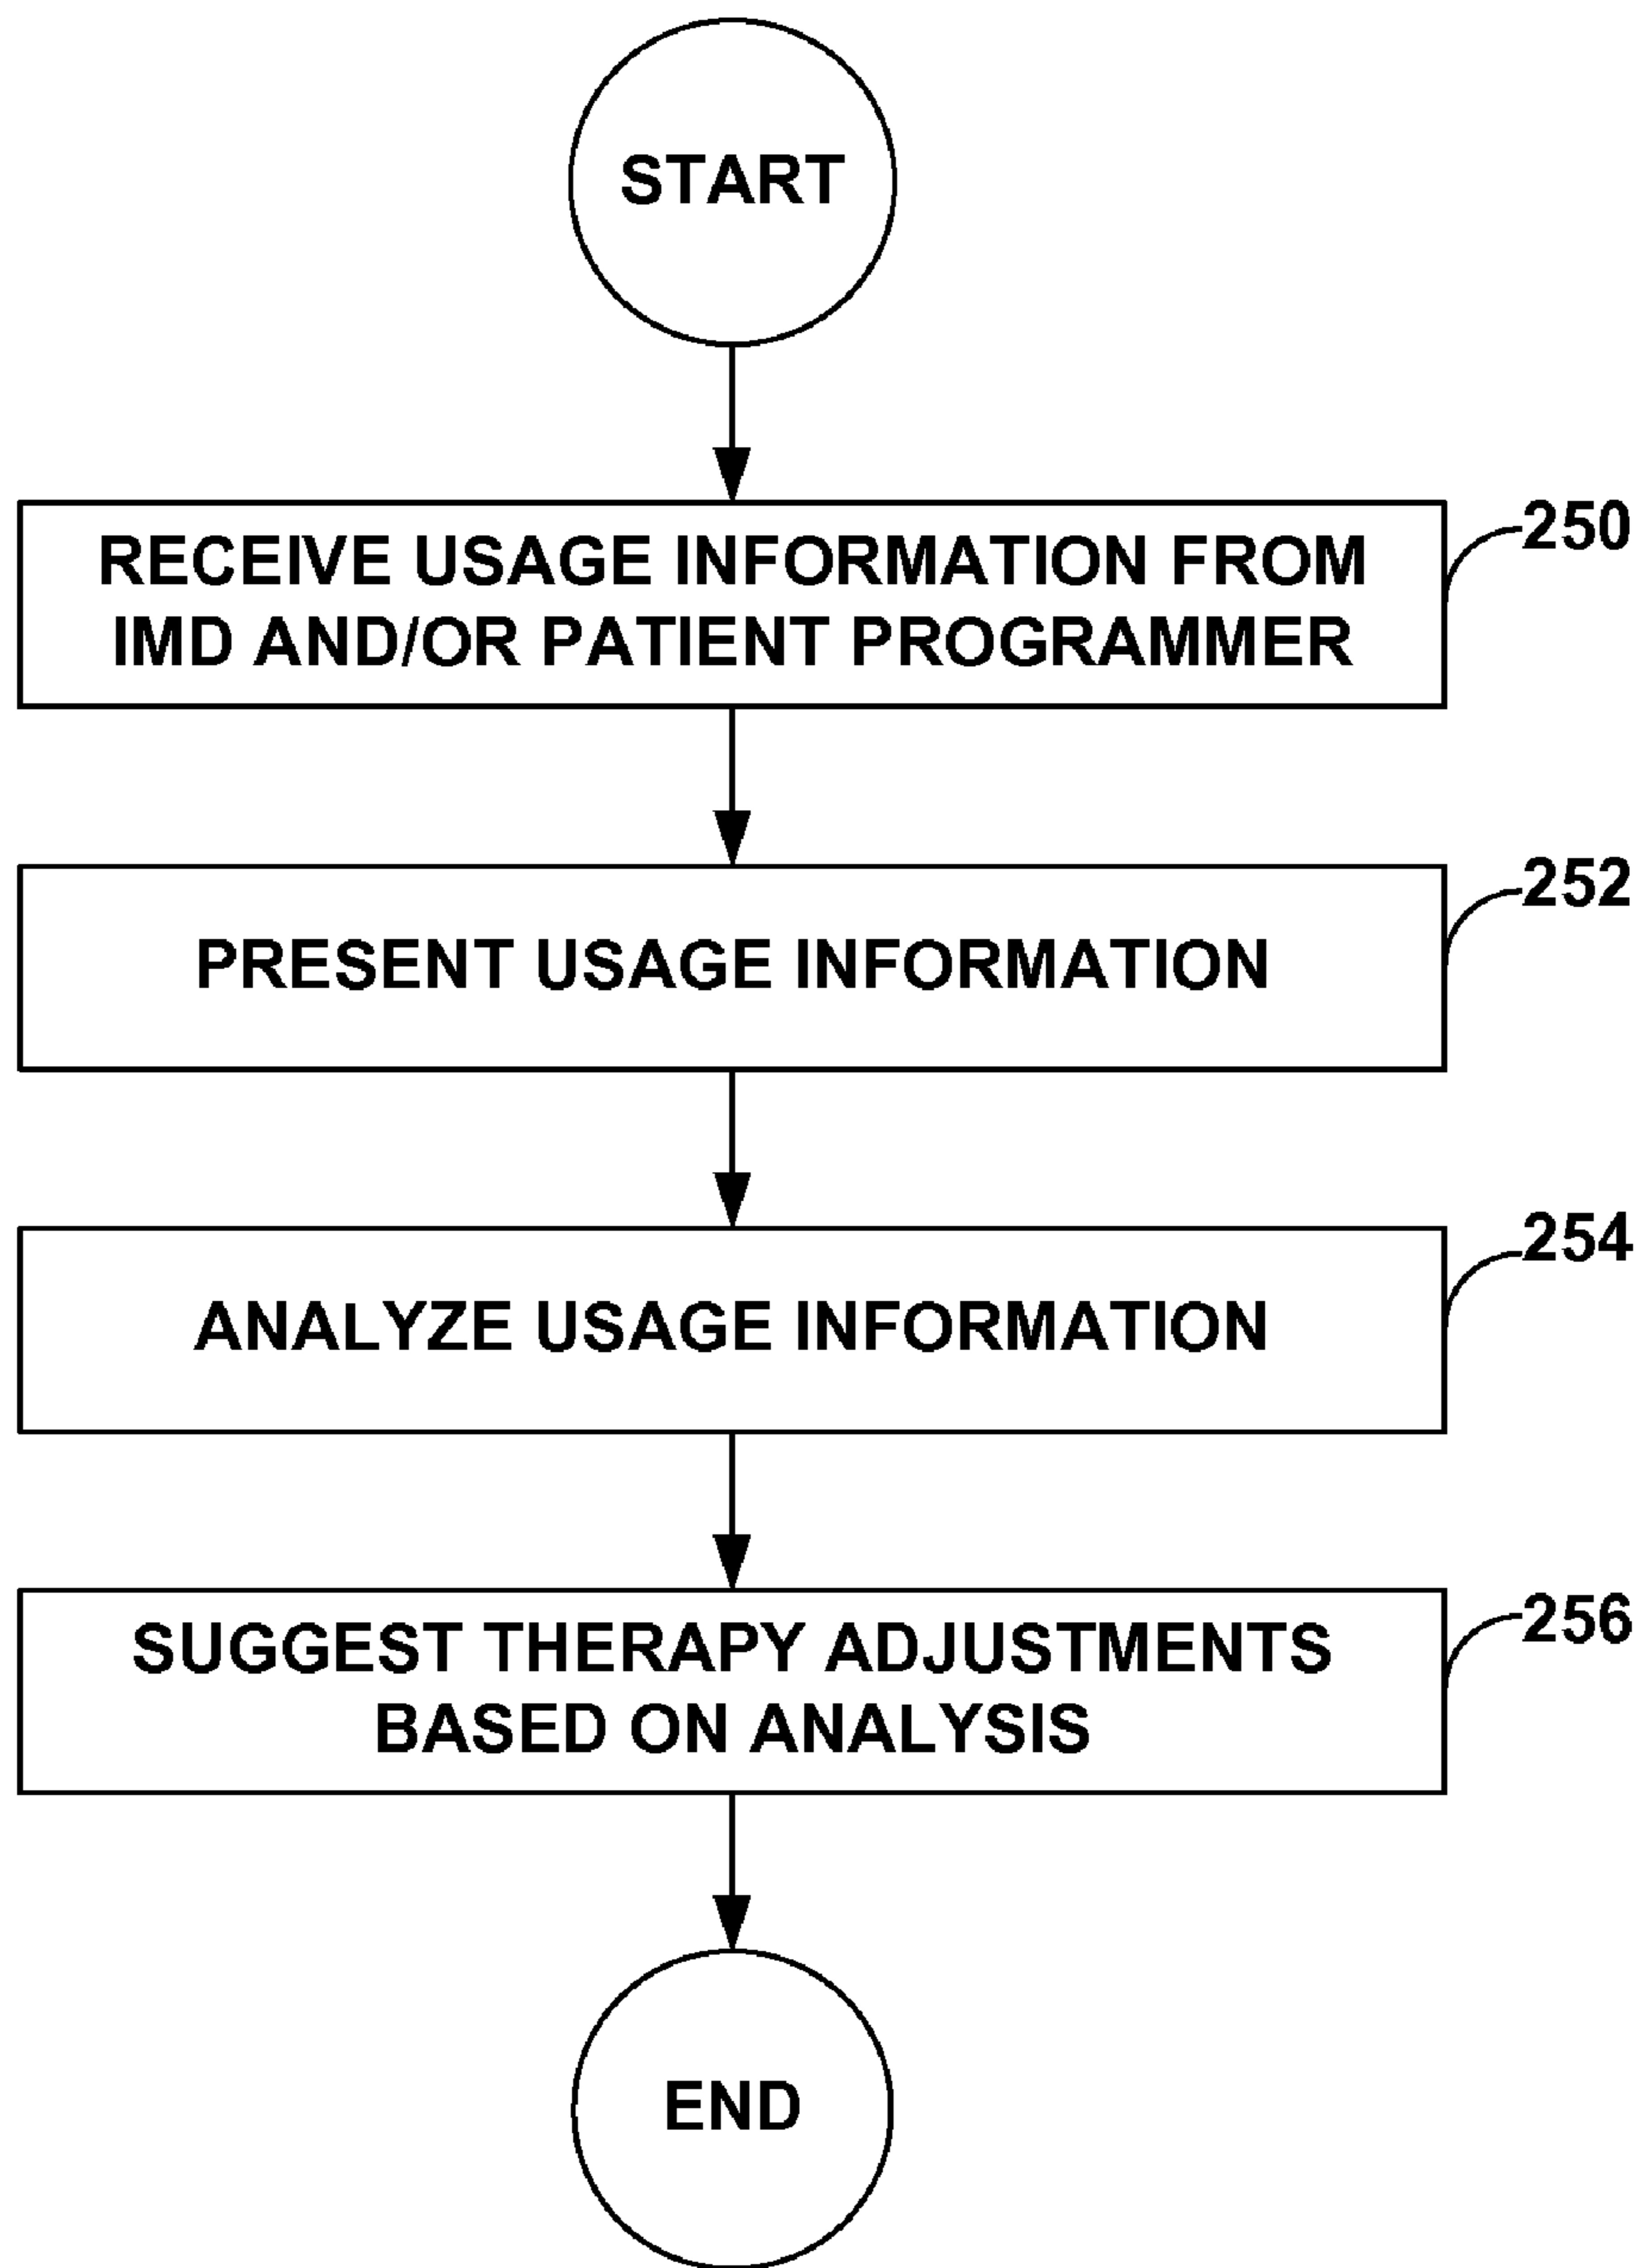 START
RECEIVE USAGE INFORMATION FROM
IMD AND/OR PATIENT PROGRAMMER
250
PRESENT USAGE INFORMATION
252
ANALYZE USAGE INFORMATION
254
SUGGEST THERAPY ADJUSTMENTS
BASED ON ANALYSIS
256
END